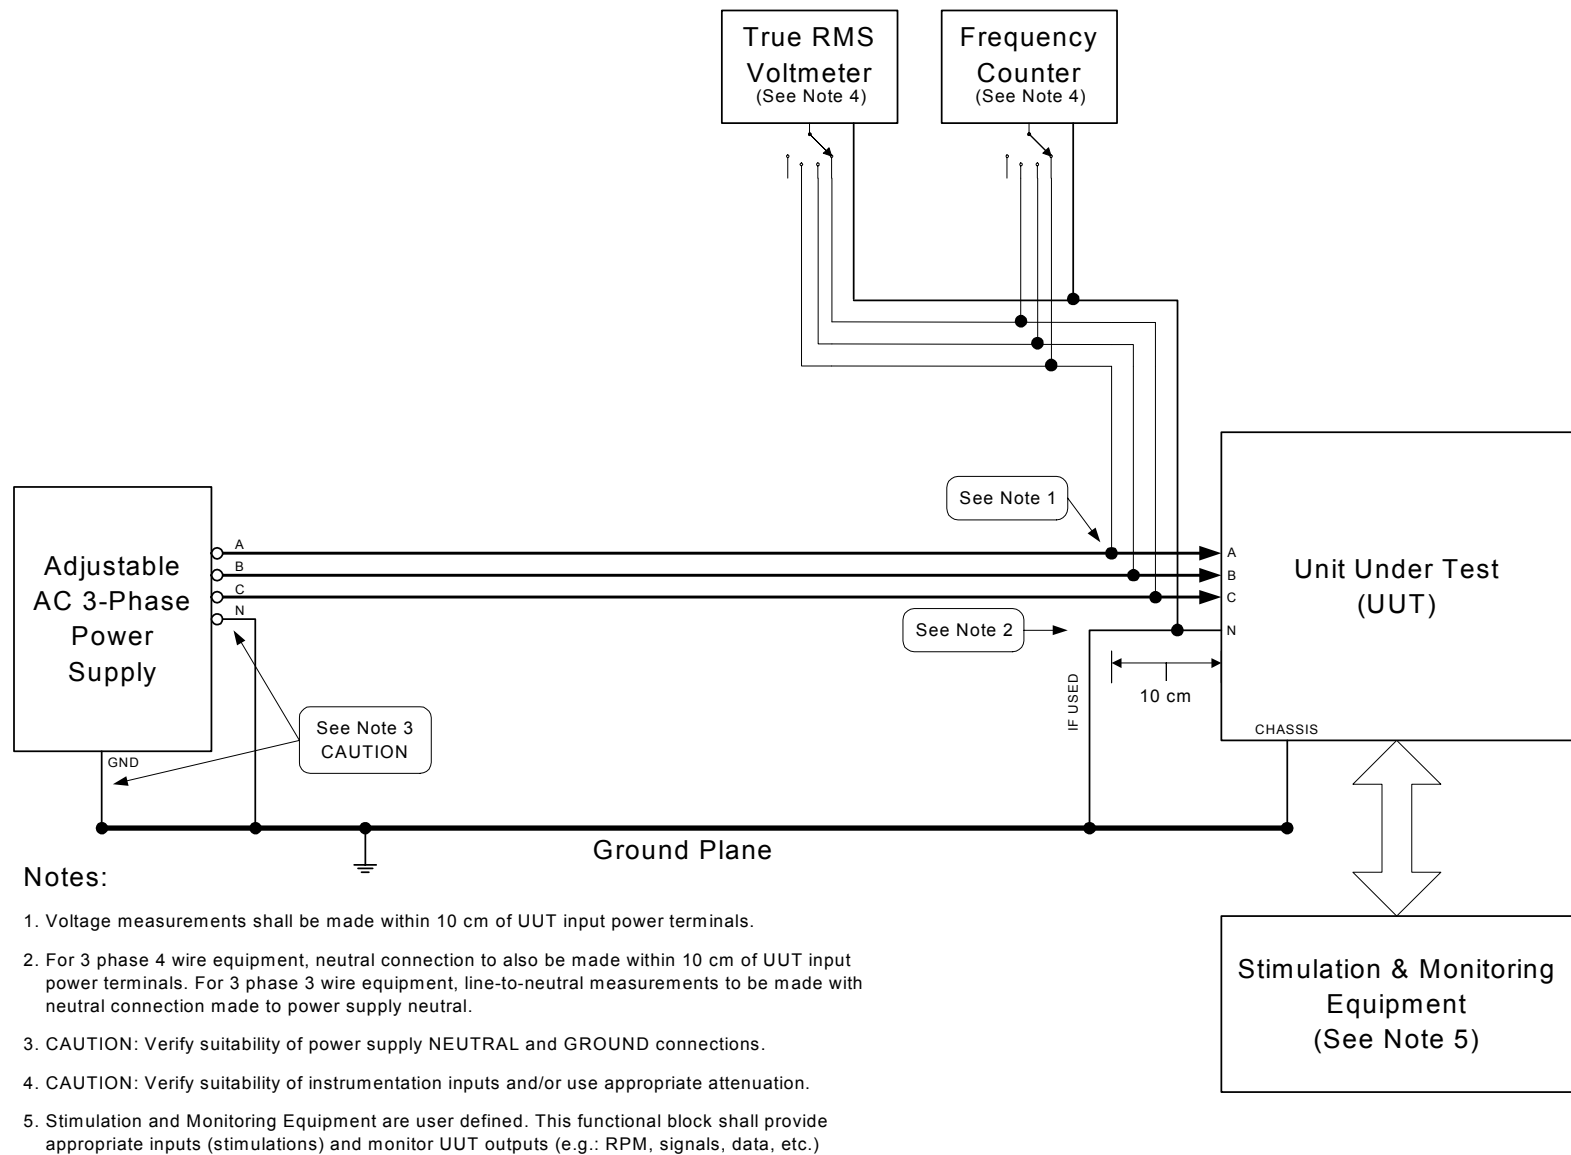 True RMS
Voltmeter
(See Note 4)
Frequency
Counter
(See Note 4)
See Note 1
Adjustable
AC 3-Phase
Power
Supply
A
B
C
N
A
B
C
N
Unit Under Test
(UUT)
See Note 2
IF USED
10 cm
See Note 3
CAUTION
CHASSIS
GND
Ground Plane
Notes:
1. Voltage measurements shall be made within 10 cm of UUT input power terminals.
2. For 3 phase 4 wire equipment, neutral connection to also be made within 10 cm of UUT input
power terminals. For 3 phase 3 wire equipment, line-to-neutral measurements to be made with
neutral connection made to power supply neutral.
3. CAUTION: Verify suitability of power supply NEUTRAL and GROUND connections.
4. CAUTION: Verify suitability of instrumentation inputs and/or use appropriate attenuation.
5. Stimulation and Monitoring Equipment are user defined. This functional block shall provide
appropriate inputs (stimulations) and monitor UUT outputs (e.g.: RPM, signals, data, etc.)
Stimulation & Monitoring
Equipment
(See Note 5)